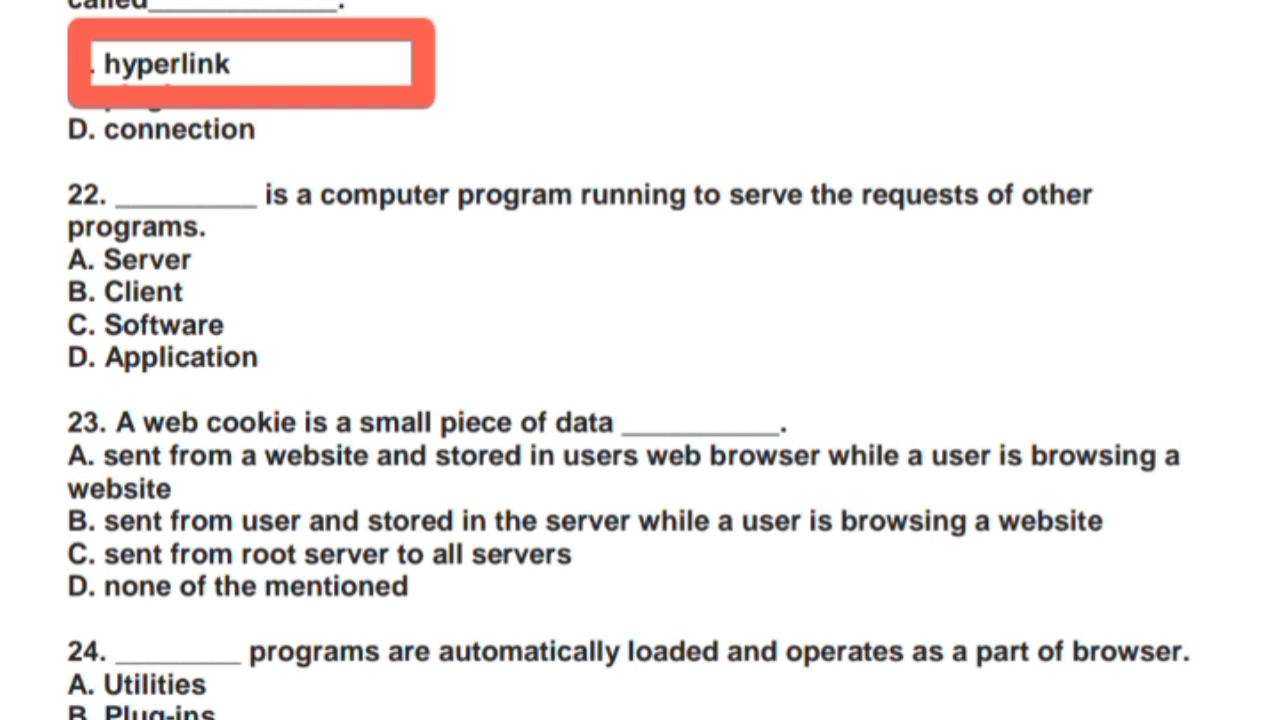 called____________.
. hyperlink
D. connection
22. _________ is a computer program running to serve the requests of other
programs.
A. Server
B. Client
C. Software
D. Application
23. A web cookie is a small piece of data __________.
A. sent from a website and stored in users web browser while a user is browsing a
website
B. sent from user and stored in the server while a user is browsing a website
C. sent from root server to all servers
D. none of the mentioned
24. ________ programs are automatically loaded and operates as a part of browser.
A. Utilities
B. Plug-ins